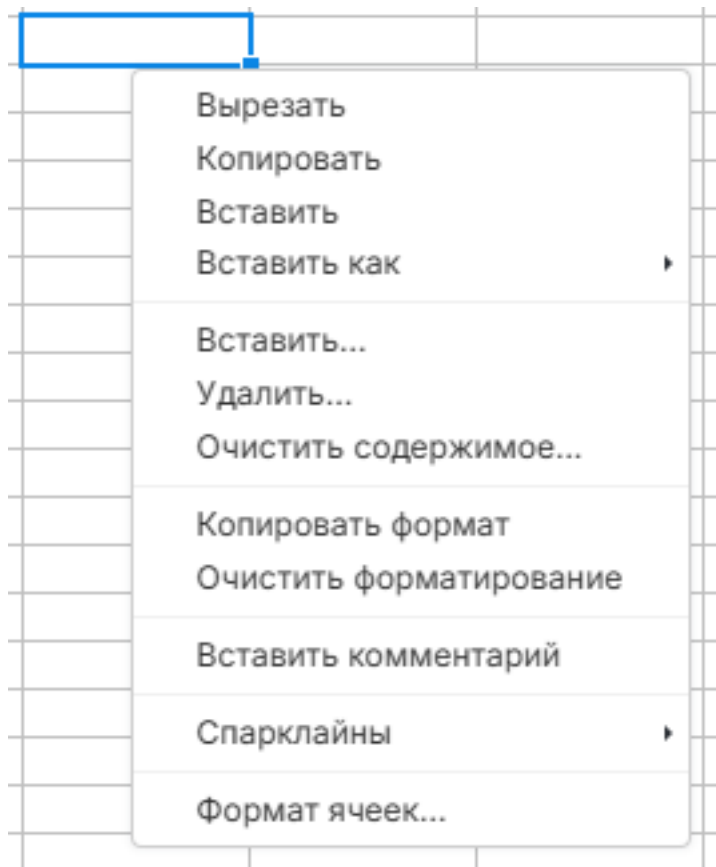 Вырезать
Копировать
Вставить
Вставить как
Вставить...
Удалить...
Очистить содержимое...
Копировать формат
Очистить форматирование
Вставить комментарий
Спарклайны
Формат ячеек...